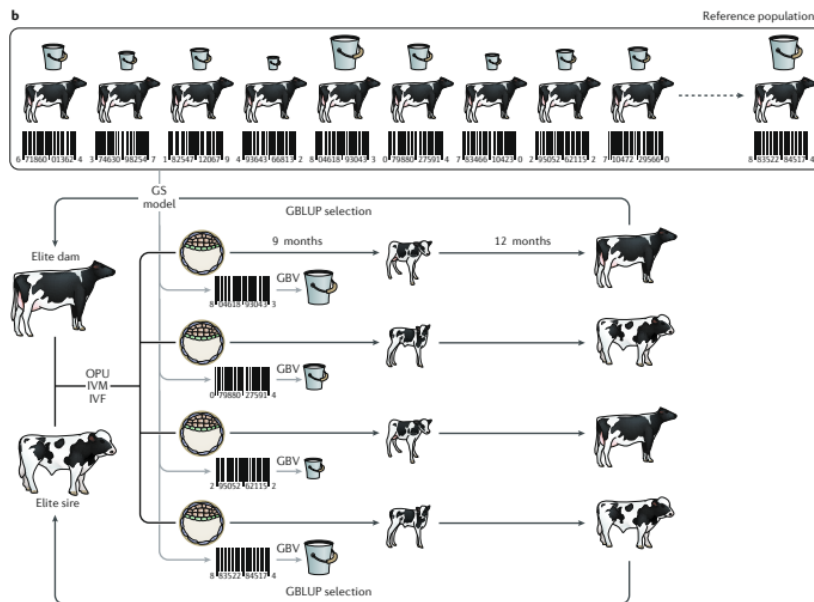 b
Reference population
6 71860 01362 4
3 74630 98254 7
1 82547 12067 9
4 93643 66813 2
8 04618 93043 3
0 79880 27591 4
7 83466 10423 0
2 95052 62115 2
7 10472 29566 0
8 83522 84517 4
GS
model
GBLUP selection
Elite dam
9 months
12 months
8 04618 93043 3
GBV
OPU
IVM
IVF
0 79880 27591 4
GBV
2 95052 62115 2
GBV
Elite sire
8 83522 84517 4
GBV
GBLUP selection